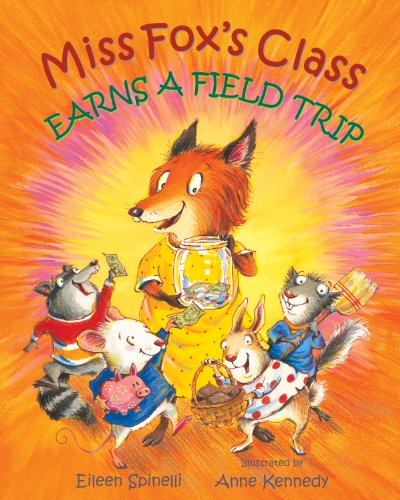 Miss Fox's Class
EARNS A FIELD TRIP
Illustrated by
Eileen Spinelli
Anne Kennedy